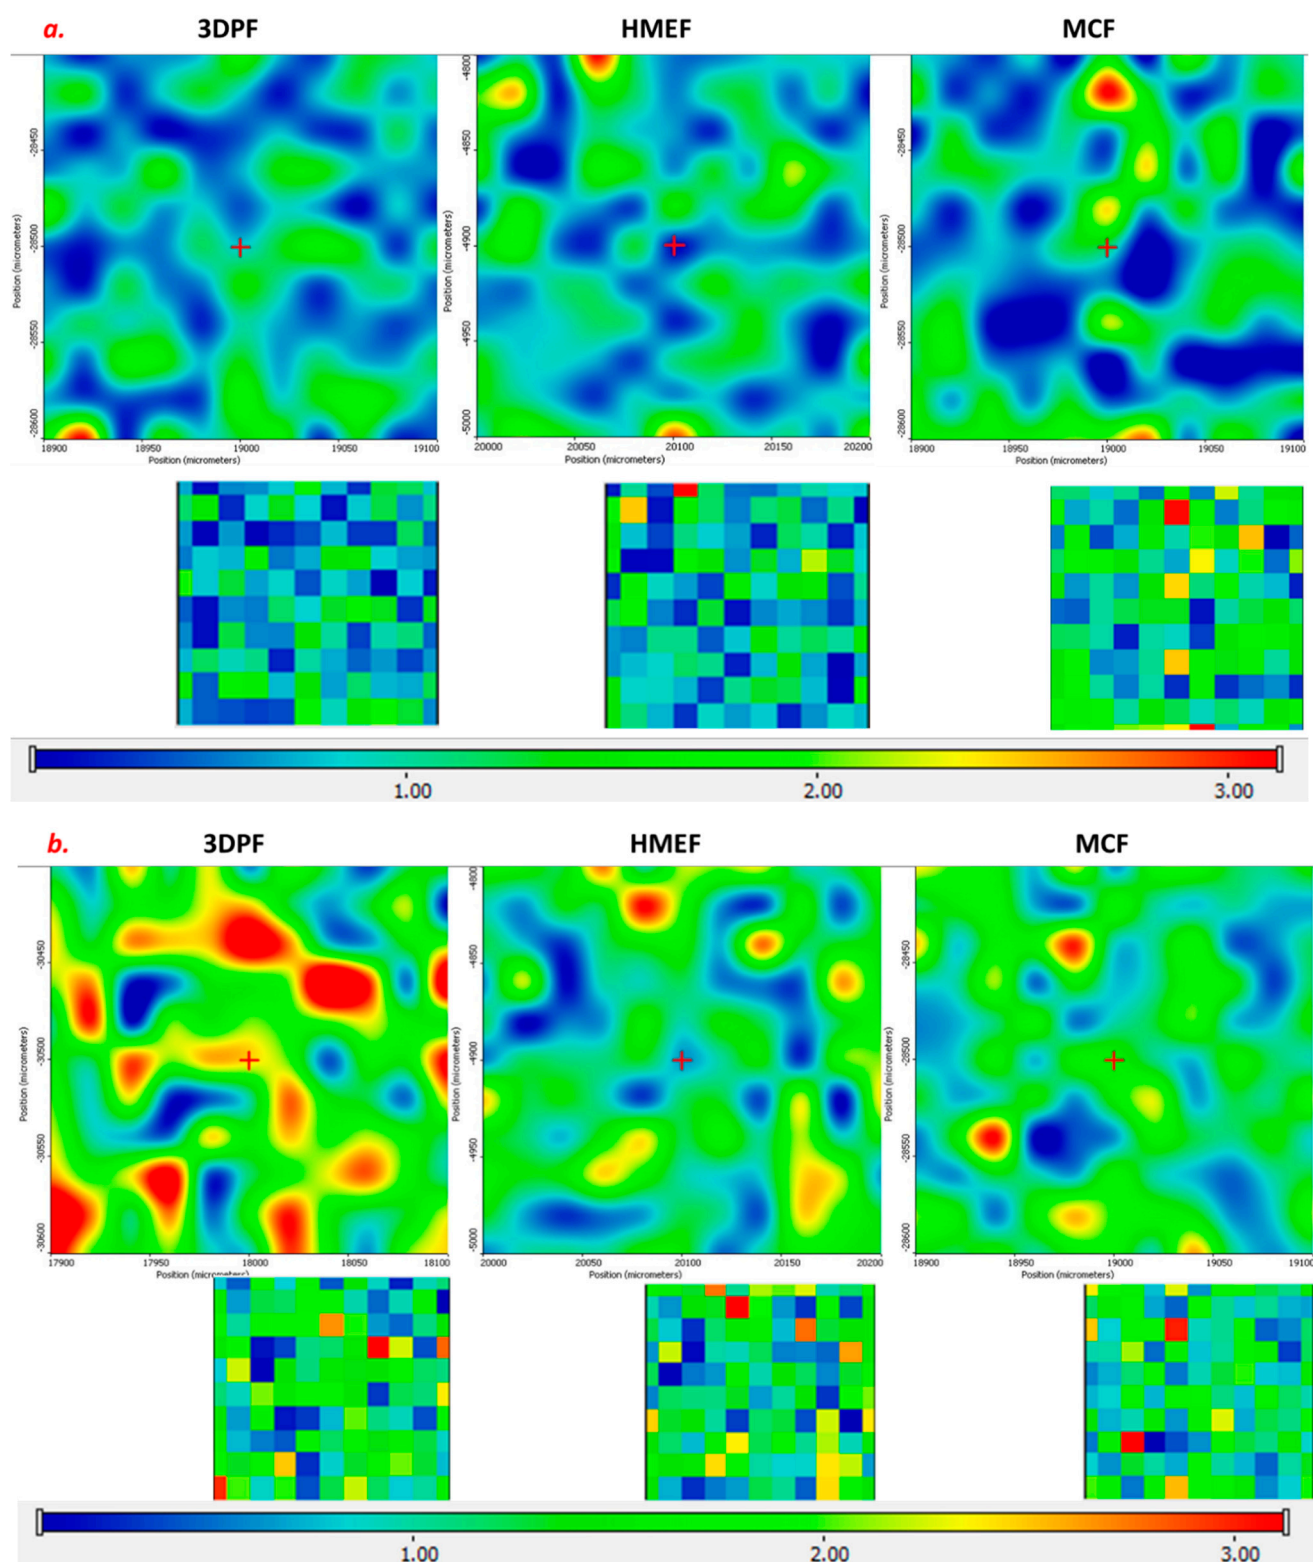 a.
3DPF HMEF MCF
Position (micrometers)
-28450
-28500
-28550
-28600
18900 18950 19000 19050 19100
Position (micrometers)
Position (micrometers)
-4800
-4850
-4900
-4950
-5000
20000 20050 20100 20150 20200
Position (micrometers)
Position (micrometers)
-28450
-28500
-28550
-28600
18900 18950 19000 19050 19100
Position (micrometers)
1.00 2.00 3.00
b.
3DPF HMEF MCF
Position (micrometers)
-30450
-30500
-30550
-30600
17900 17950 18000 18050 18100
Position (micrometers)
Position (micrometers)
-4800
-4850
-4900
-4950
-5000
20000 20050 20100 20160 20200
Position (micrometers)
Position (micrometers)
-28450
-28500
-28550
-28600
18900 18950 19000 19050 1910
Position (micrometers)
1.00 2.00 3.00